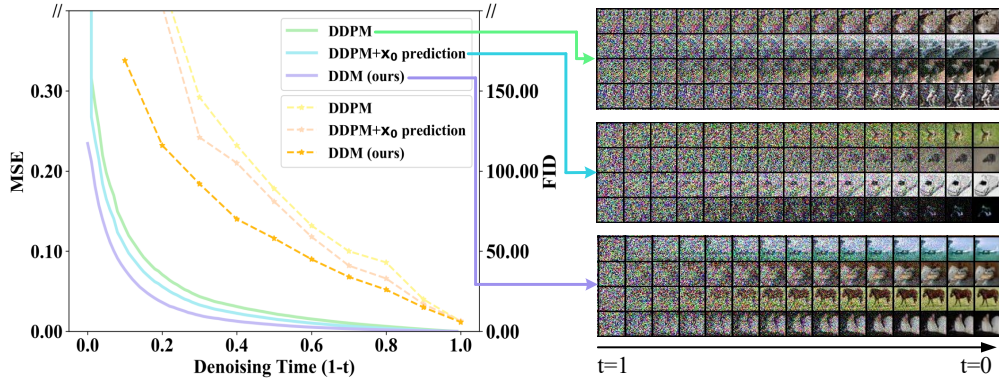 // //
DDPM
DDPM+x₀ prediction
DDM (ours)
DDPM
DDPM+x₀ prediction
DDM (ours)
MSE
0.30
0.20
0.10
0.00
FID
150.00
100.00
50.00
0.00
0.0 0.2 0.4 0.6 0.8 1.0
Denoising Time (1-t)
t=1 t=0